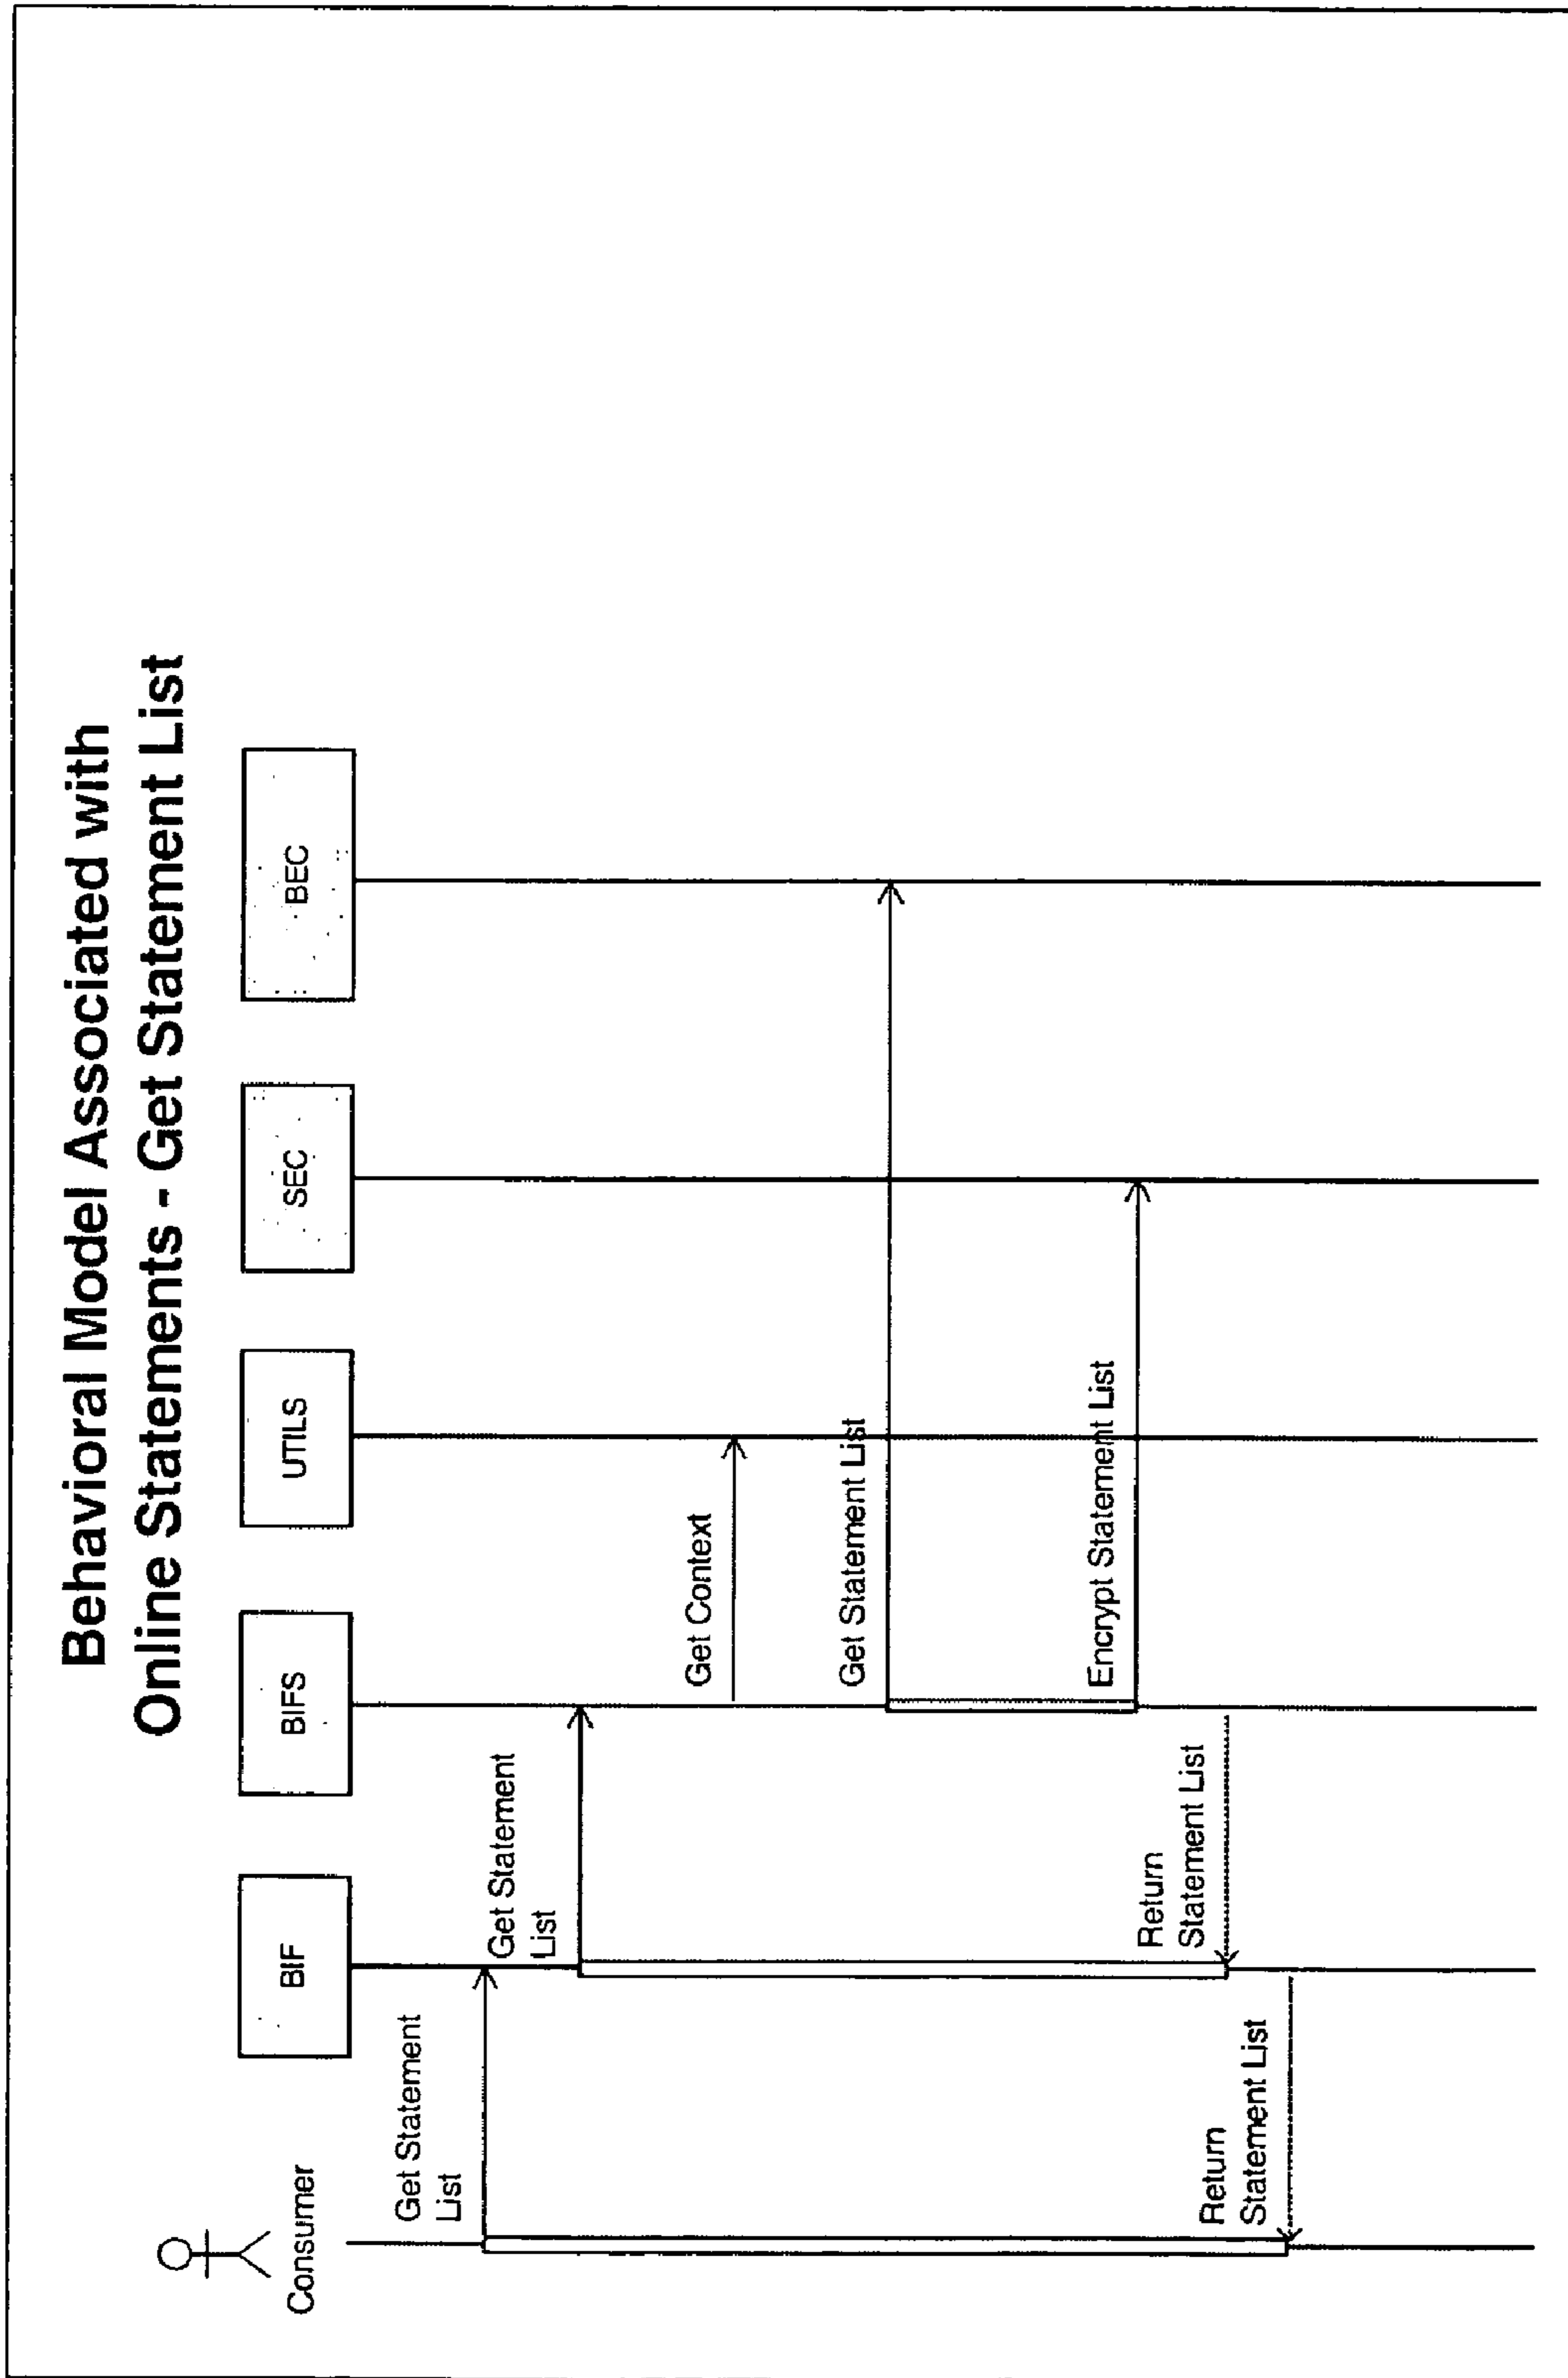 Behavioral Model Associated with
Online Statements - Get Statement List
Consumer
BIF
BIFS
UTILS
SEC
BEC
Get Statement
List
Get Statement
List
Get Context
Get Statement List
Encrypt Statement List
Return
Statement List
Return
Statement List